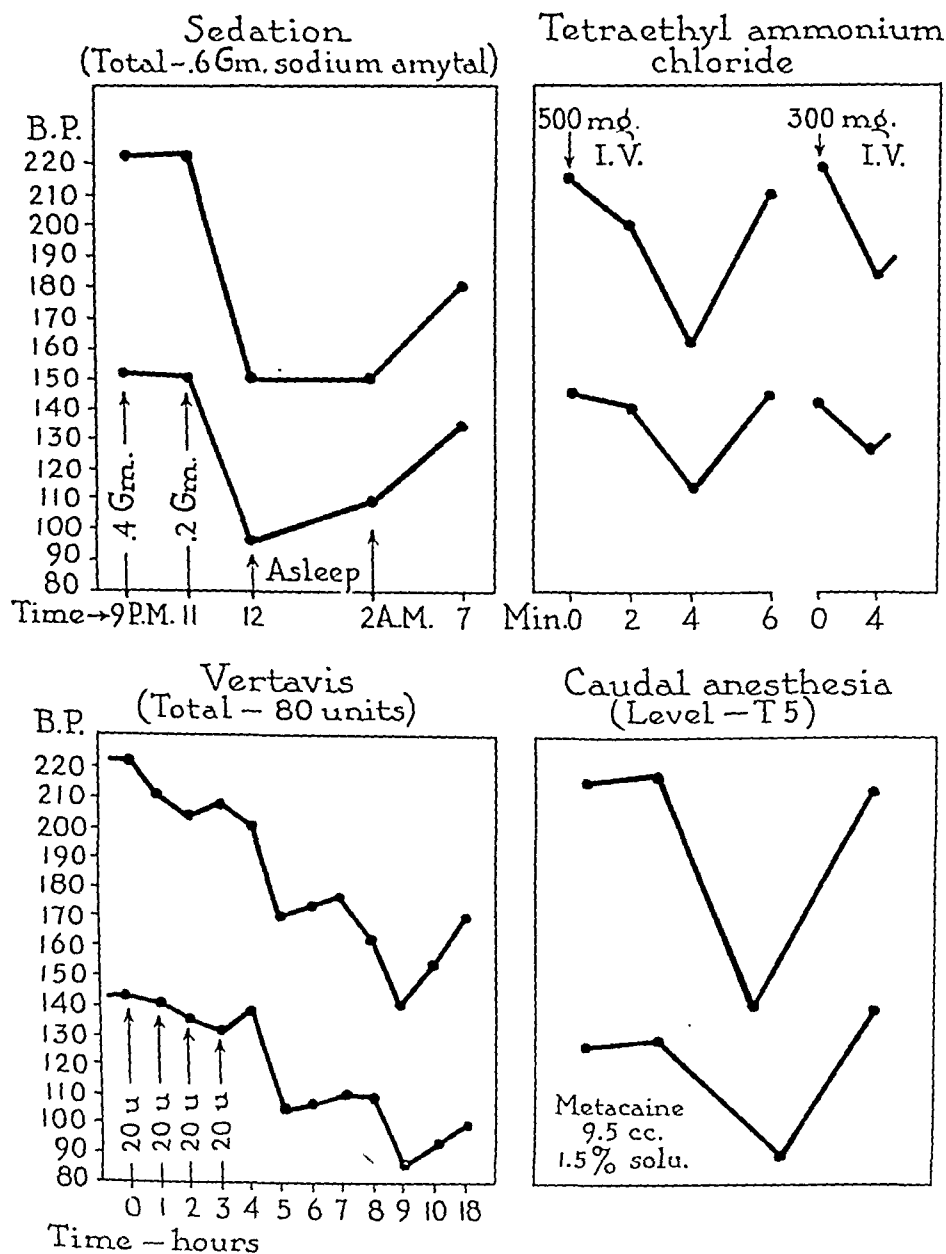 Sedation
(Total-.6 Gm. sodium amytal)
B.P.
220
210
200
190
180
170
160
150
140
130
120
110
100
90
80
.4 Gm.
.2 Gm.
Asleep
Time→9P.M. 11 12 2A.M. 7
Tetraethyl ammonium
chloride
500 mg.
I.V.
300 mg.
I.V.
Min.0 2 4 6 0 4
Vertavis
(Total - 80 units)
B.P.
220
210
200
190
180
170
160
150
140
130
120
110
100
90
80
20 u
20 u
20 u
20 u
0 1 2 3 4 5 6 7 8 9 10 18
Time - hours
Caudal anesthesia
(Level - T5)
Metacaine
9.5 cc.
1.5% solu.